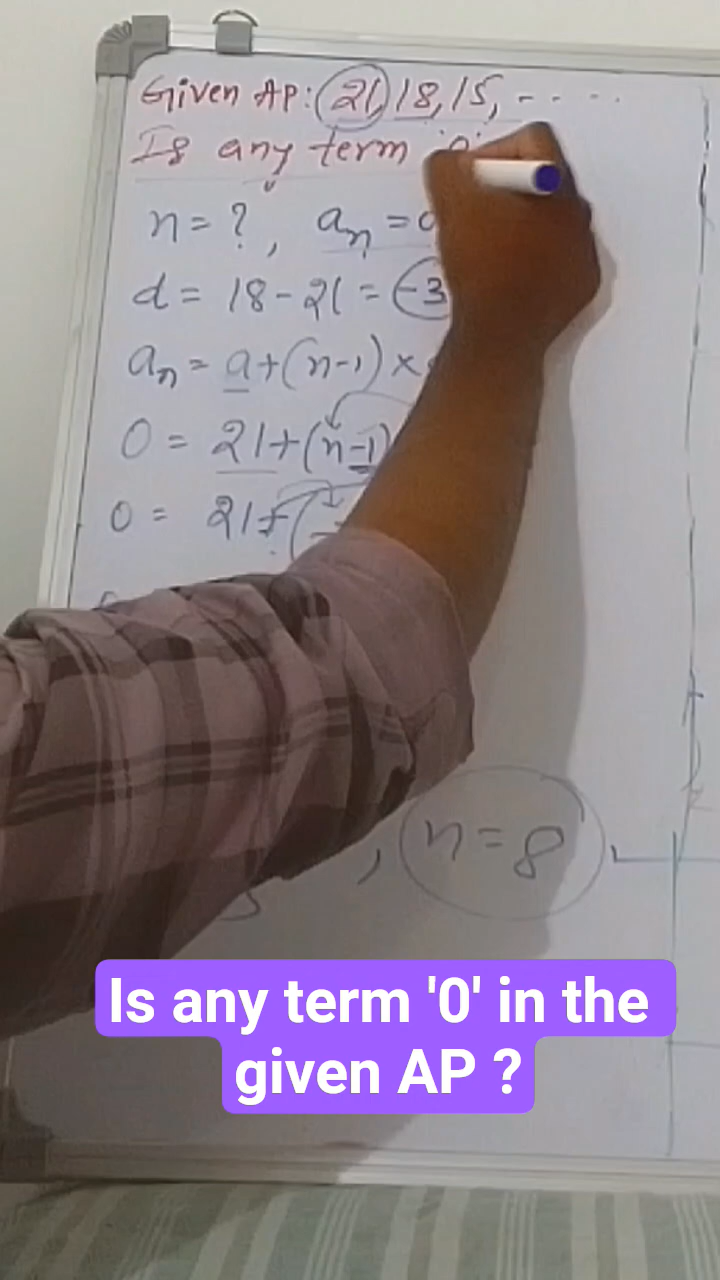 Given AP: 21, 18, 15, - - - -
Is any term '0'
n = ? , aₙ = 0
d = 18 - 21 = -3
aₙ = a + (n-1) ×
0 = 21 + (n-1)
0 = 21 + (
, n = 8
Is any term '0' in the
given AP ?